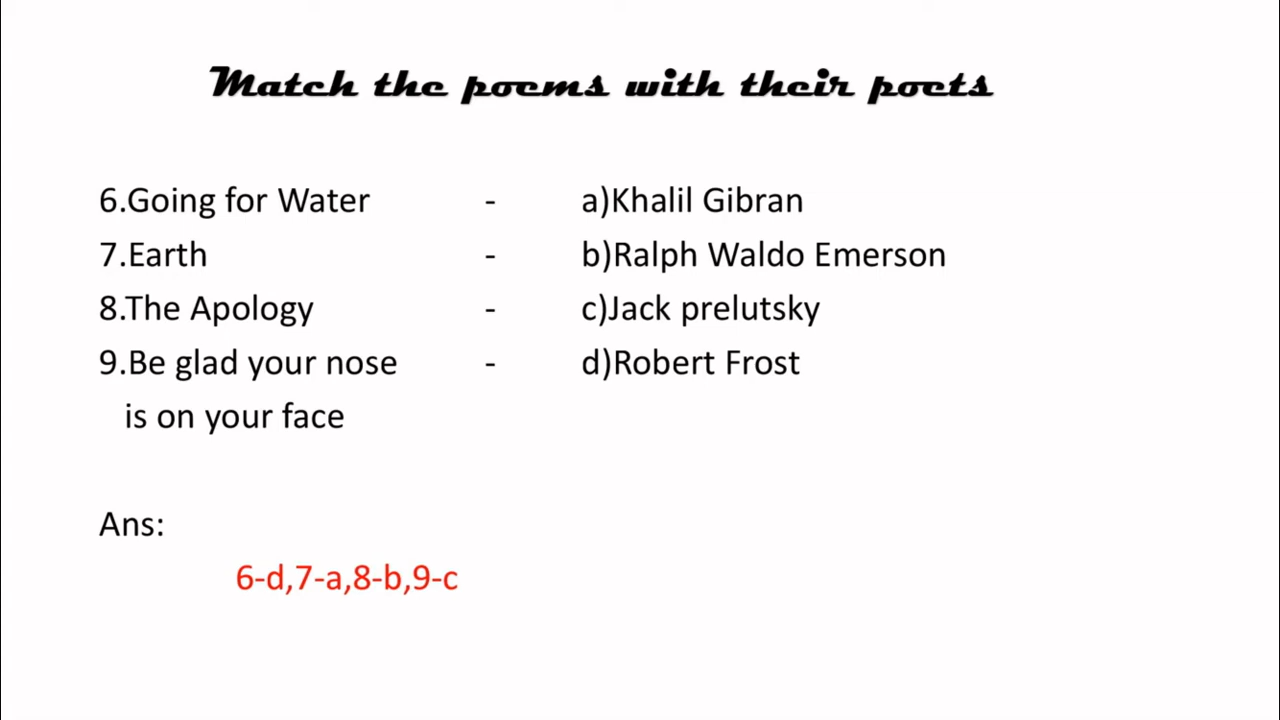 Match the poems with their poets
6.Going for Water - a)Khalil Gibran
7.Earth - b)Ralph Waldo Emerson
8.The Apology - c)Jack prelutsky
9.Be glad your nose - d)Robert Frost
is on your face
Ans:
6-d,7-a,8-b,9-c